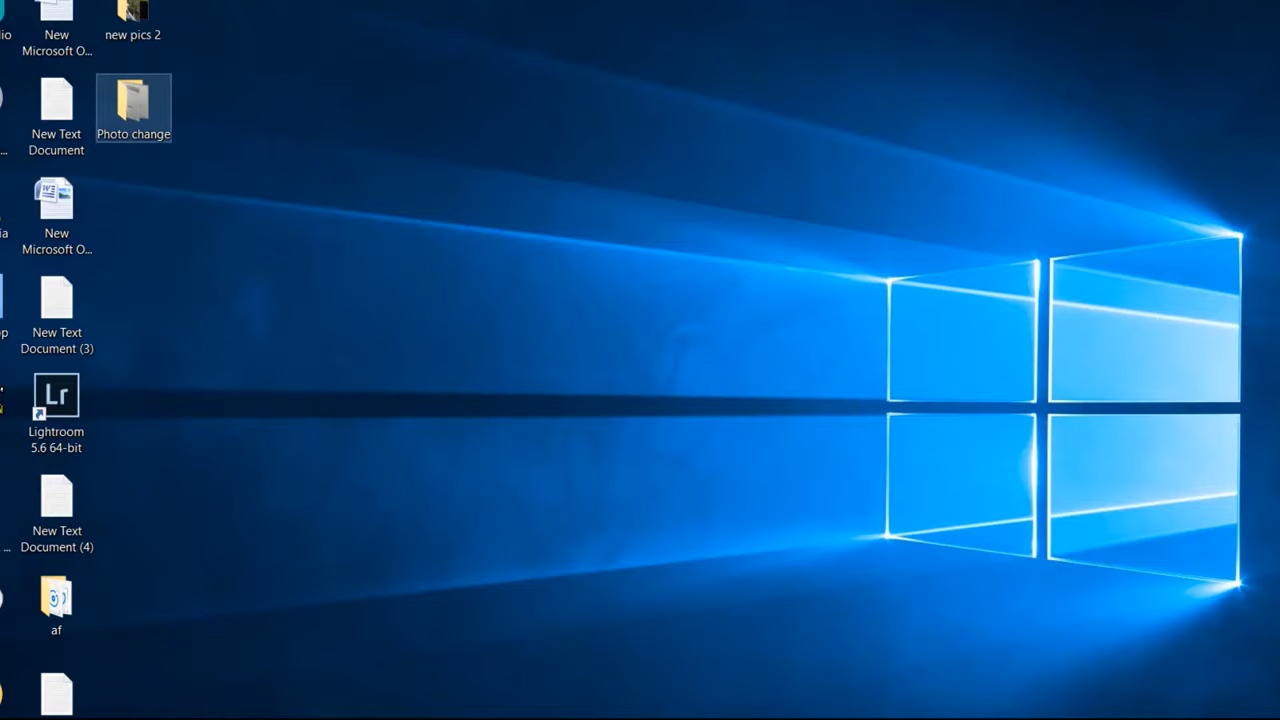 New
Microsoft O...
new pics 2
New Text
Document
Photo change
W
New
Microsoft O...
New Text
Document (3)
Lr
Lightroom
5.6 64-bit
New Text
Document (4)
af